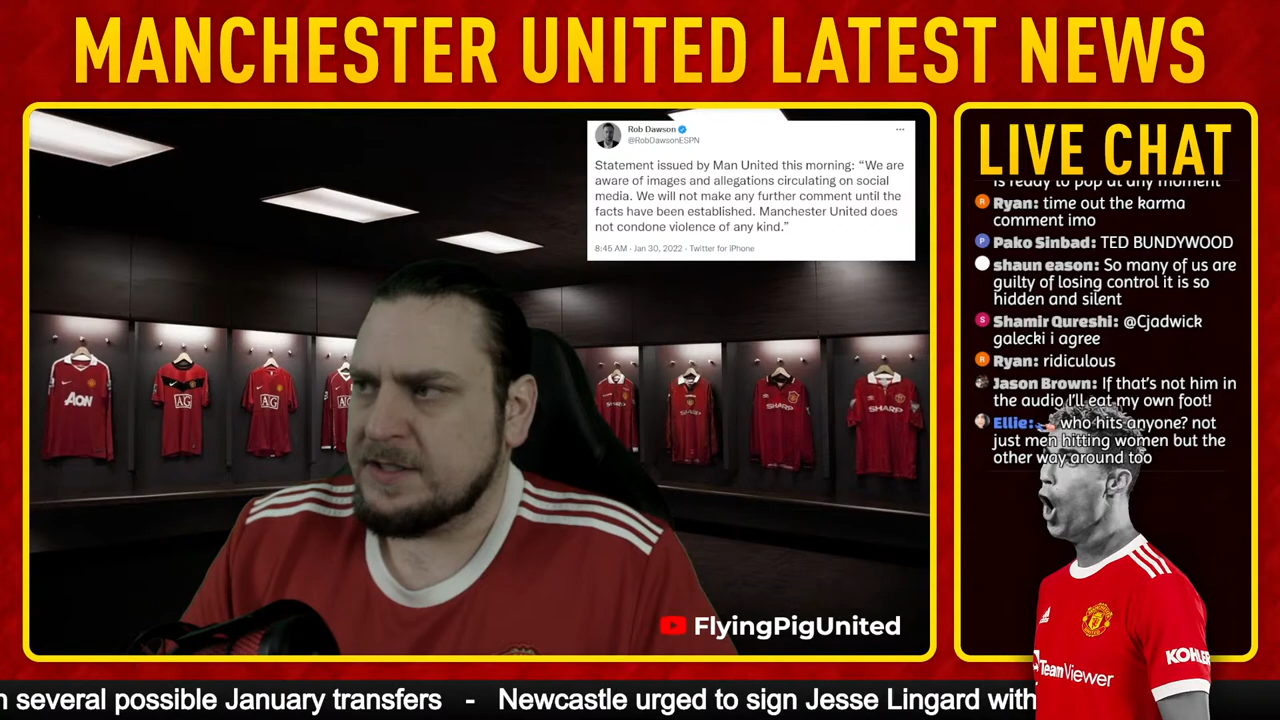 MANCHESTER UNITED LATEST NEWS
Rob Dawson
@RobDawsonESPN
Statement issued by Man United this morning: “We are
aware of images and allegations circulating on social
media. We will not make any further comment until the
facts have been established. Manchester United does
not condone violence of any kind.”
8:45 AM · Jan 30, 2022 · Twitter for iPhone
AON
AG
AG
SHARP
SHARP
SHARP
FlyingPigUnited
LIVE CHAT
is ready to pop at any moment
R Ryan: time out the karma
comment imo
P Pako Sinbad: TED BUNDYWOOD
shaun eason: So many of us are
guilty of losing control it is so
hidden and silent
S Shamir Qureshi: @Cjadwick
galecki i agree
R Ryan: ridiculous
Jason Brown: If that's not him in
the audio I'll eat my own foot!
Ellie: who hits anyone? not
just men hitting women but the
other way around too
KOHLER
TeamViewer
n several possible January transfers - Newcastle urged to sign Jesse Lingard with